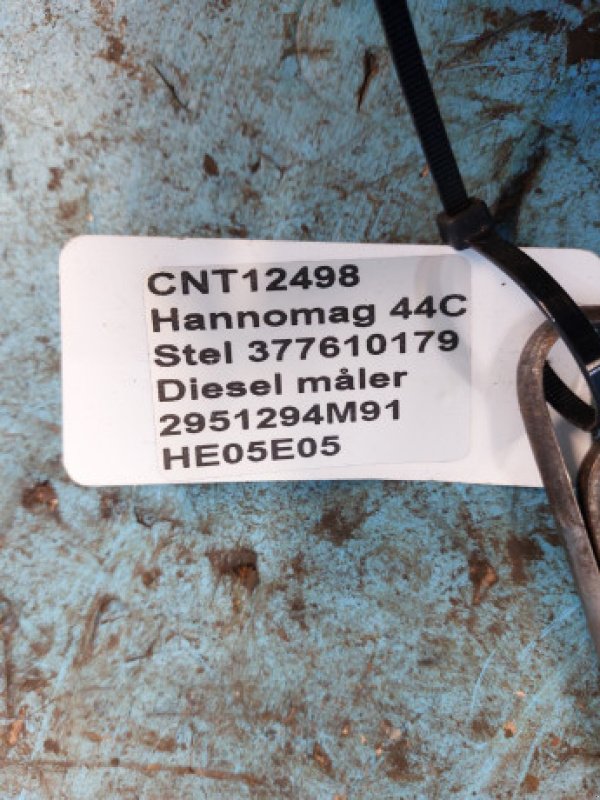 CNT12498
Hannomag 44C
Stel 377610179
Diesel måler
2951294M91
HE05E05